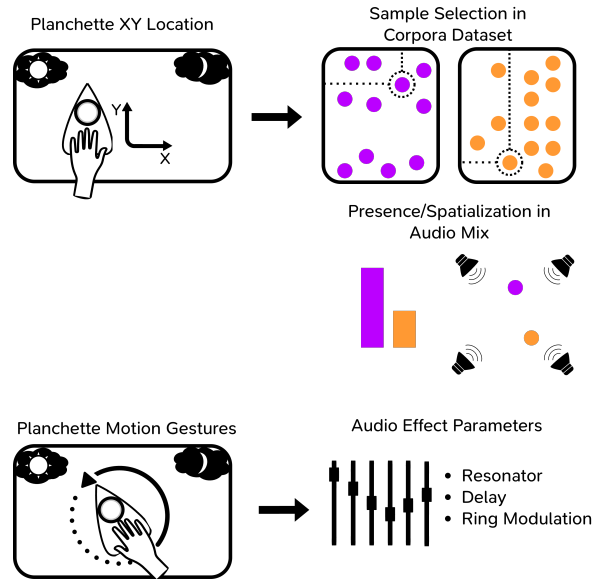 Planchette XY Location
Sample Selection in
Corpora Dataset
Y
X
Presence/Spatialization in
Audio Mix
Planchette Motion Gestures
Audio Effect Parameters
• Resonator
• Delay
• Ring Modulation